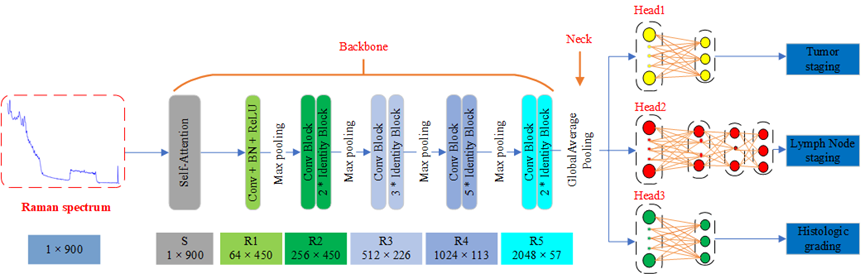 Head1
Backbone
Neck
Tumor
staging
Raman spectrum
Self-Attention
Conv + BN + ReLU
Max pooling
Conv Block
2 * Identity Block
Max pooling
Conv Block
3 * Identity Block
Max pooling
Conv Block
5 * Identity Block
Max pooling
Conv Block
2 * Identity Block
GlobalAverage
Pooling
Head2
Lymph Node
staging
Head3
Histologic
grading
1 × 900
S
1 × 900
R1
64 × 450
R2
256 × 450
R3
512 × 226
R4
1024 × 113
R5
2048 × 57